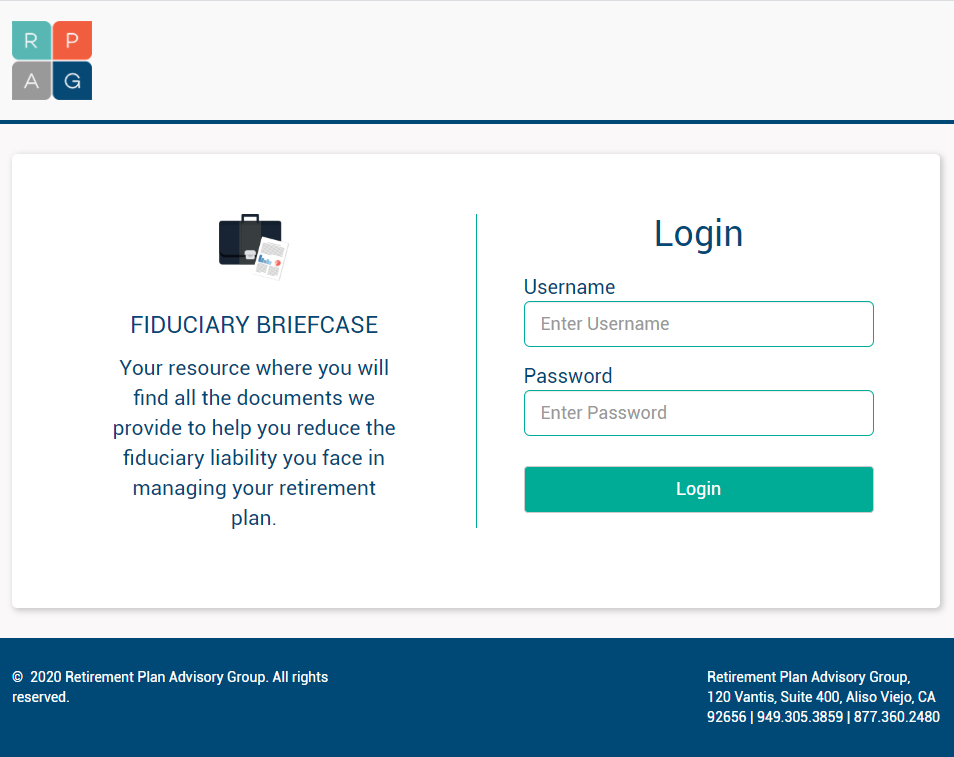 R P
A G
FIDUCIARY BRIEFCASE
Your resource where you will
find all the documents we
provide to help you reduce the
fiduciary liability you face in
managing your retirement
plan.
Login
Username
Enter Username
Password
Enter Password
Login
© 2020 Retirement Plan Advisory Group. All rights
reserved.
Retirement Plan Advisory Group,
120 Vantis, Suite 400, Aliso Viejo, CA
92656 | 949.305.3859 | 877.360.2480